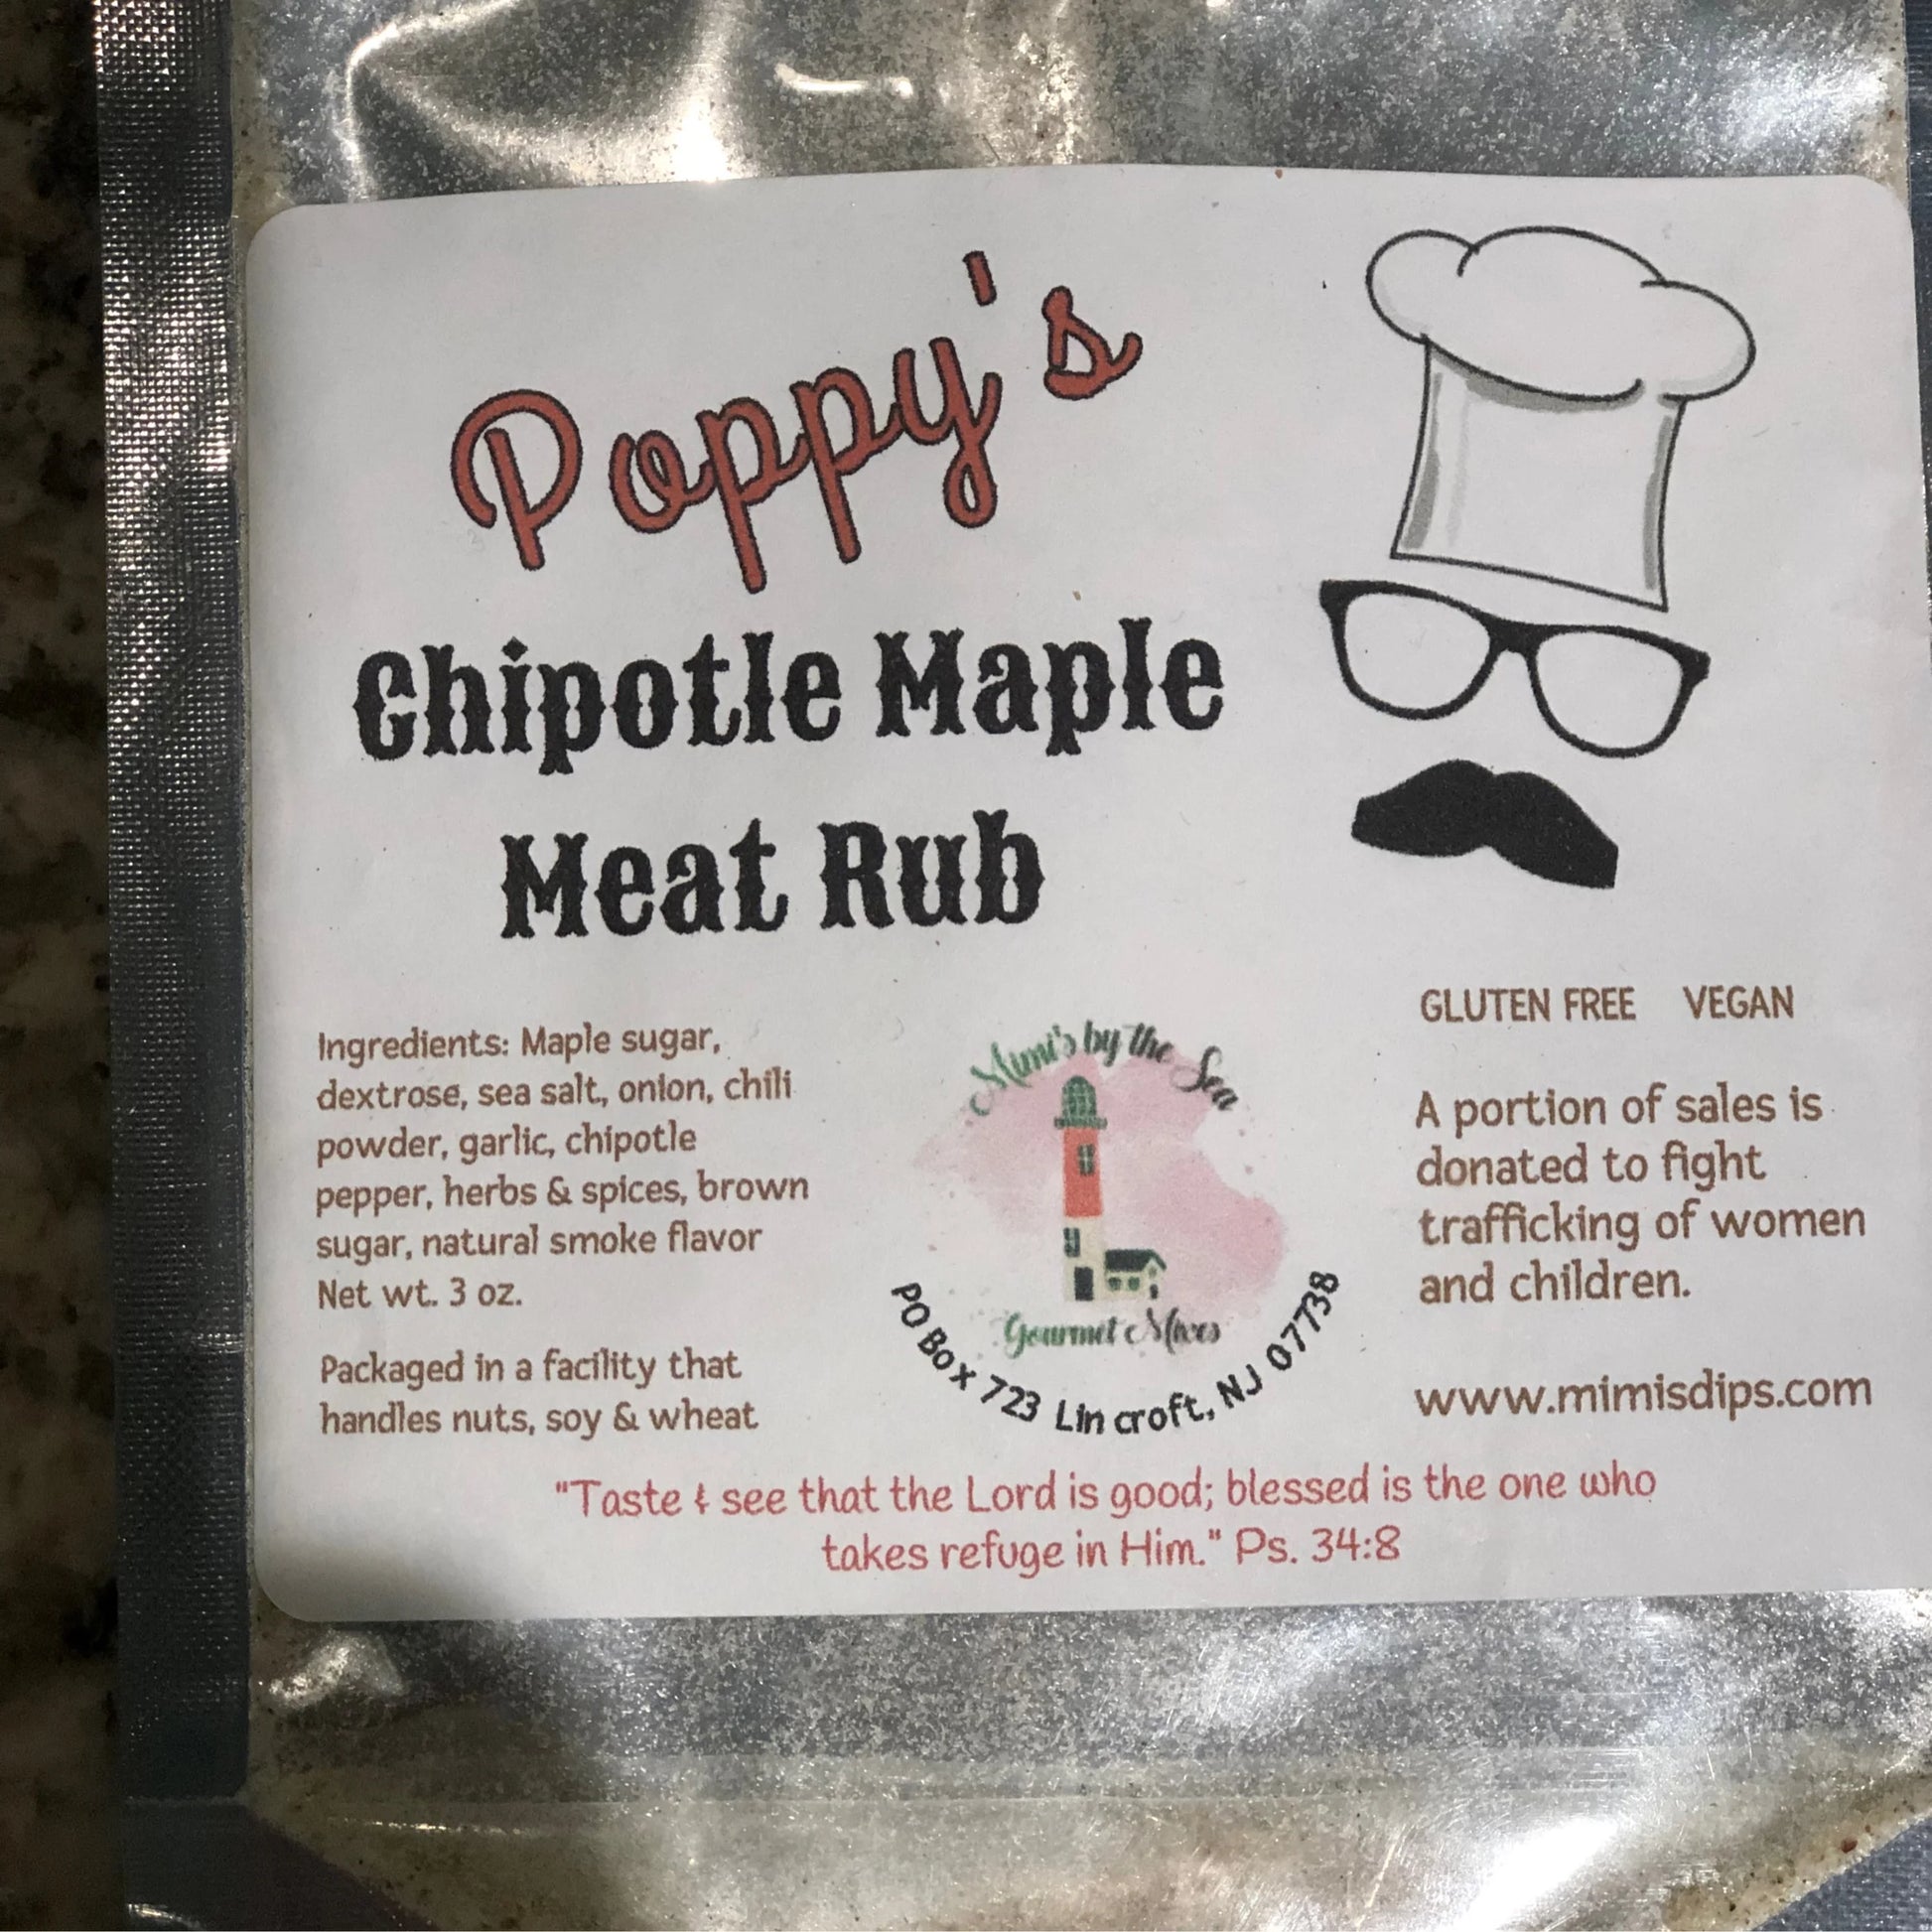 Poppy's
Chipotle Maple
Meat Rub
Ingredients: Maple sugar,
dextrose, sea salt, onion, chili
powder, garlic, chipotle
pepper, herbs & spices, brown
sugar, natural smoke flavor
Net wt. 3 oz.
Packaged in a facility that
handles nuts, soy & wheat
Mimi's by the Sea
Gourmet Mixes
PO Box 723 Lincroft, NJ 07738
GLUTEN FREE VEGAN
A portion of sales is
donated to fight
trafficking of women
and children.
www.mimisdips.com
"Taste & see that the Lord is good; blessed is the one who
takes refuge in Him." Ps. 34:8